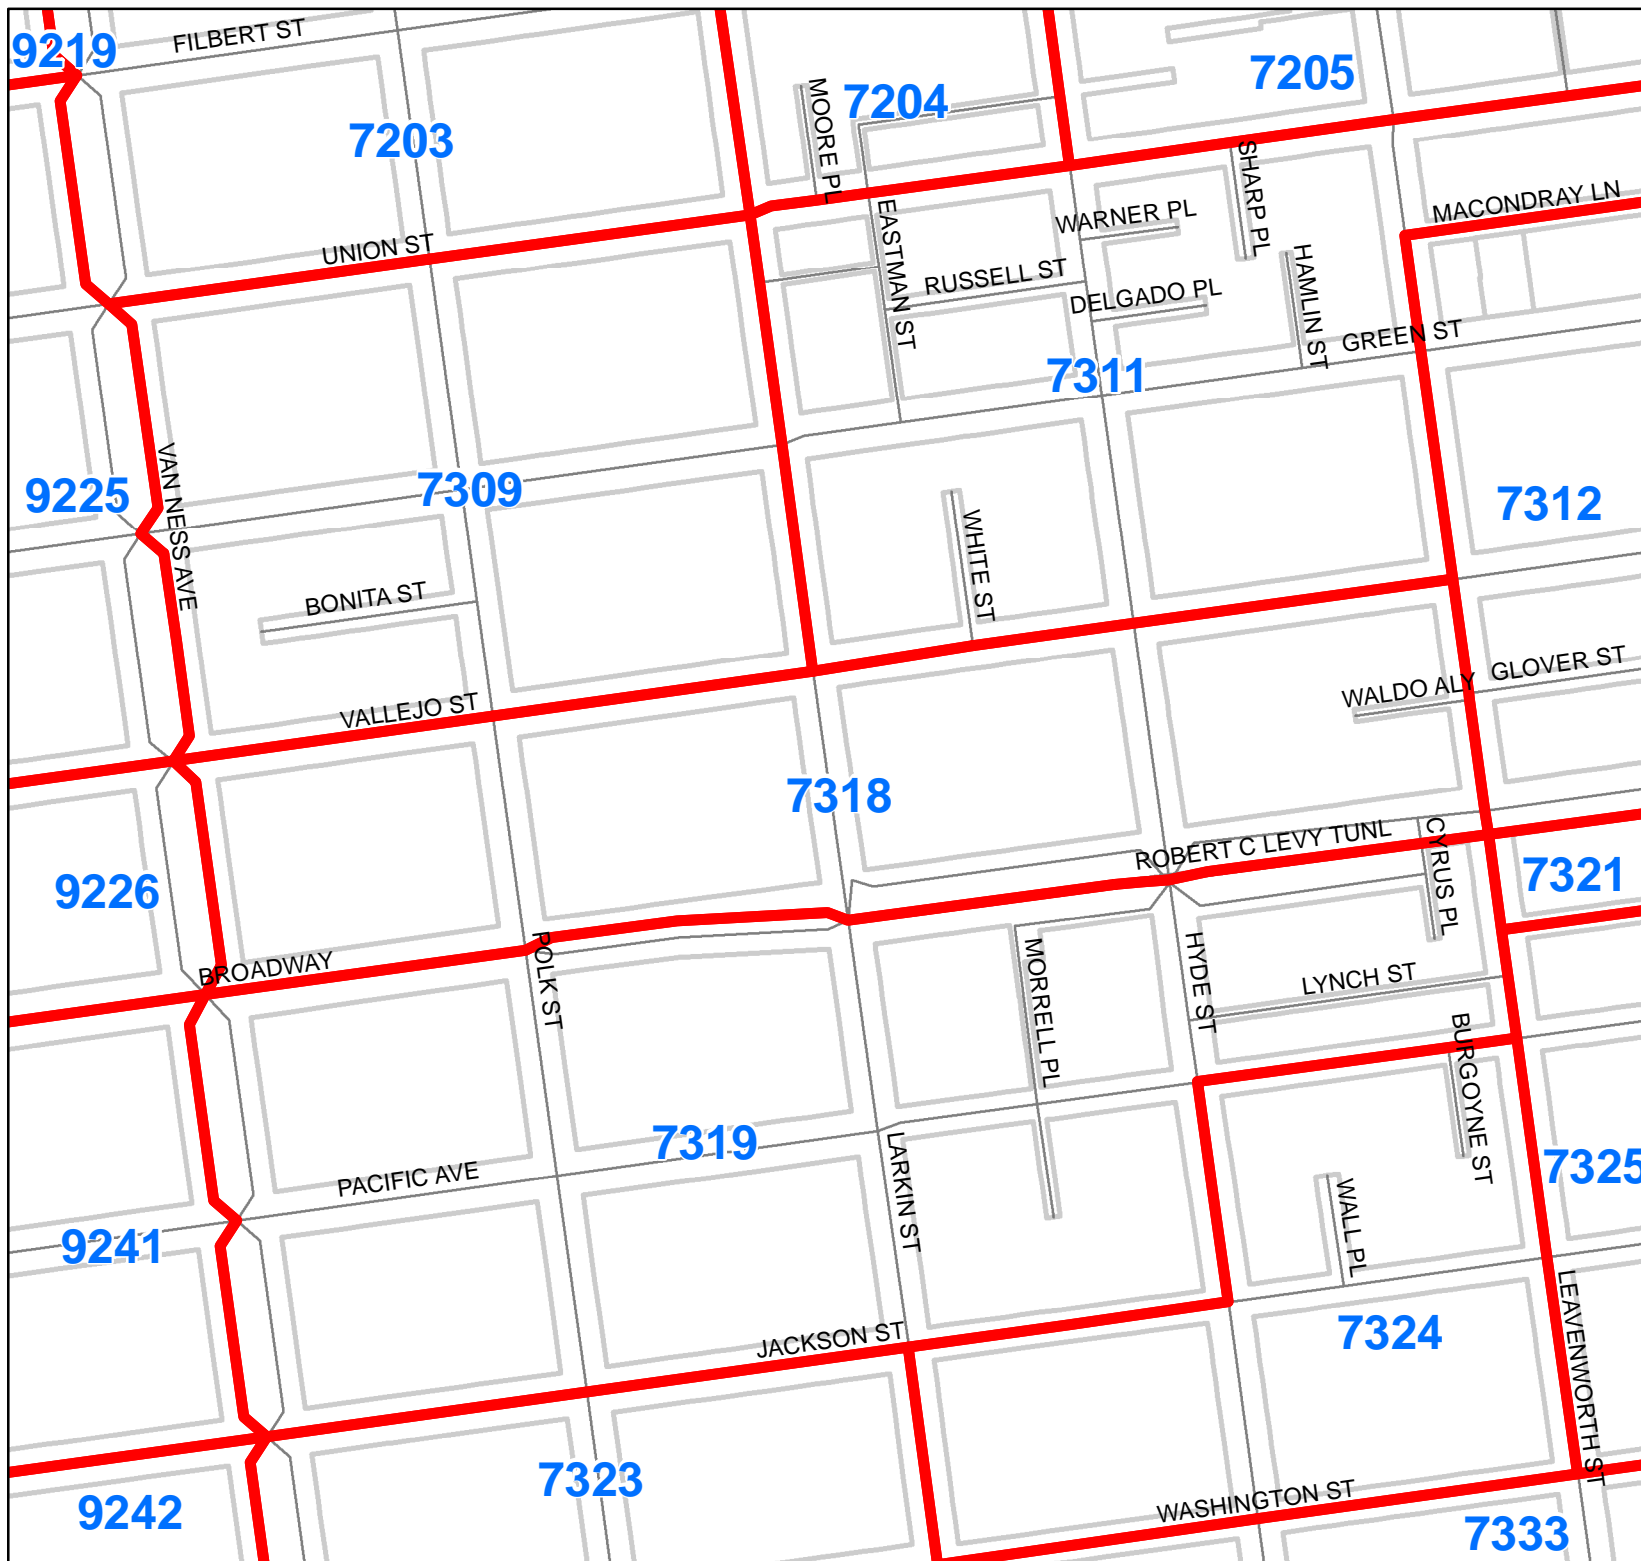 FILBERT ST
9219
7203
MOORE PL
7204
7205
SHARP PL
MACONDRAY LN
UNION ST
EASTMAN ST
WARNER PL
RUSSELL ST
DELGADO PL
HAMLIN ST
GREEN ST
7311
9225
VAN NESS AVE
7309
WHITE ST
7312
BONITA ST
VALLEJO ST
WALDO ALY
GLOVER ST
7318
ROBERT C LEVY TUNL
CYRUS PL
7321
9226
BROADWAY
POLK ST
MORRELL PL
HYDE ST
LYNCH ST
BURGOYNE ST
7319
PACIFIC AVE
LARKIN ST
WALL PL
7325
9241
JACKSON ST
7324
LEAVENWORTH ST
7323
9242
WASHINGTON ST
7333